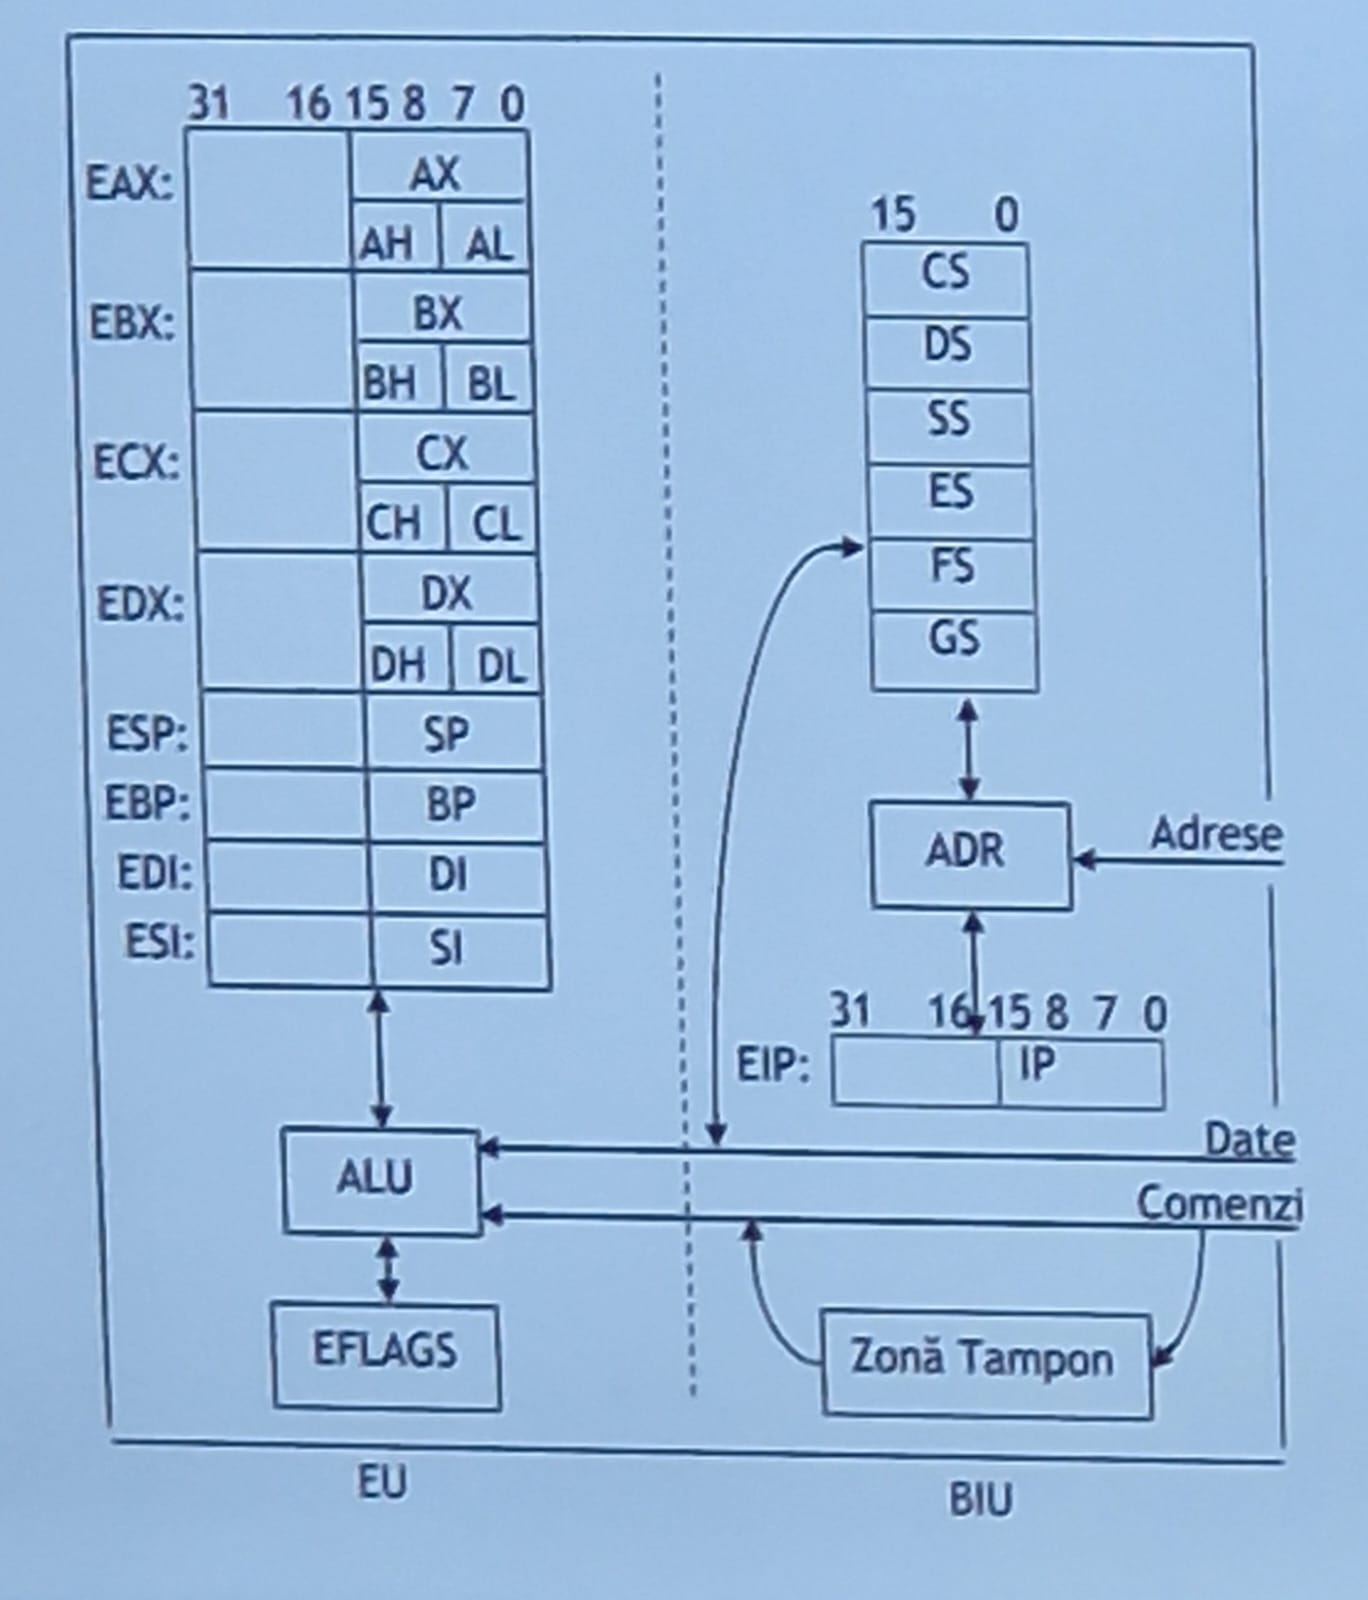 31 16 15 8 7 0
EAX: AX
AH AL
EBX: BX
BH BL
ECX: CX
CH CL
EDX: DX
DH DL
ESP: SP
EBP: BP
EDI: DI
ESI: SI
ALU
EFLAGS
EU
15 0
CS
DS
SS
ES
FS
GS
ADR
Adrese
31 16 15 8 7 0
EIP: IP
Date
Comenzi
Zonă Tampon
BIU